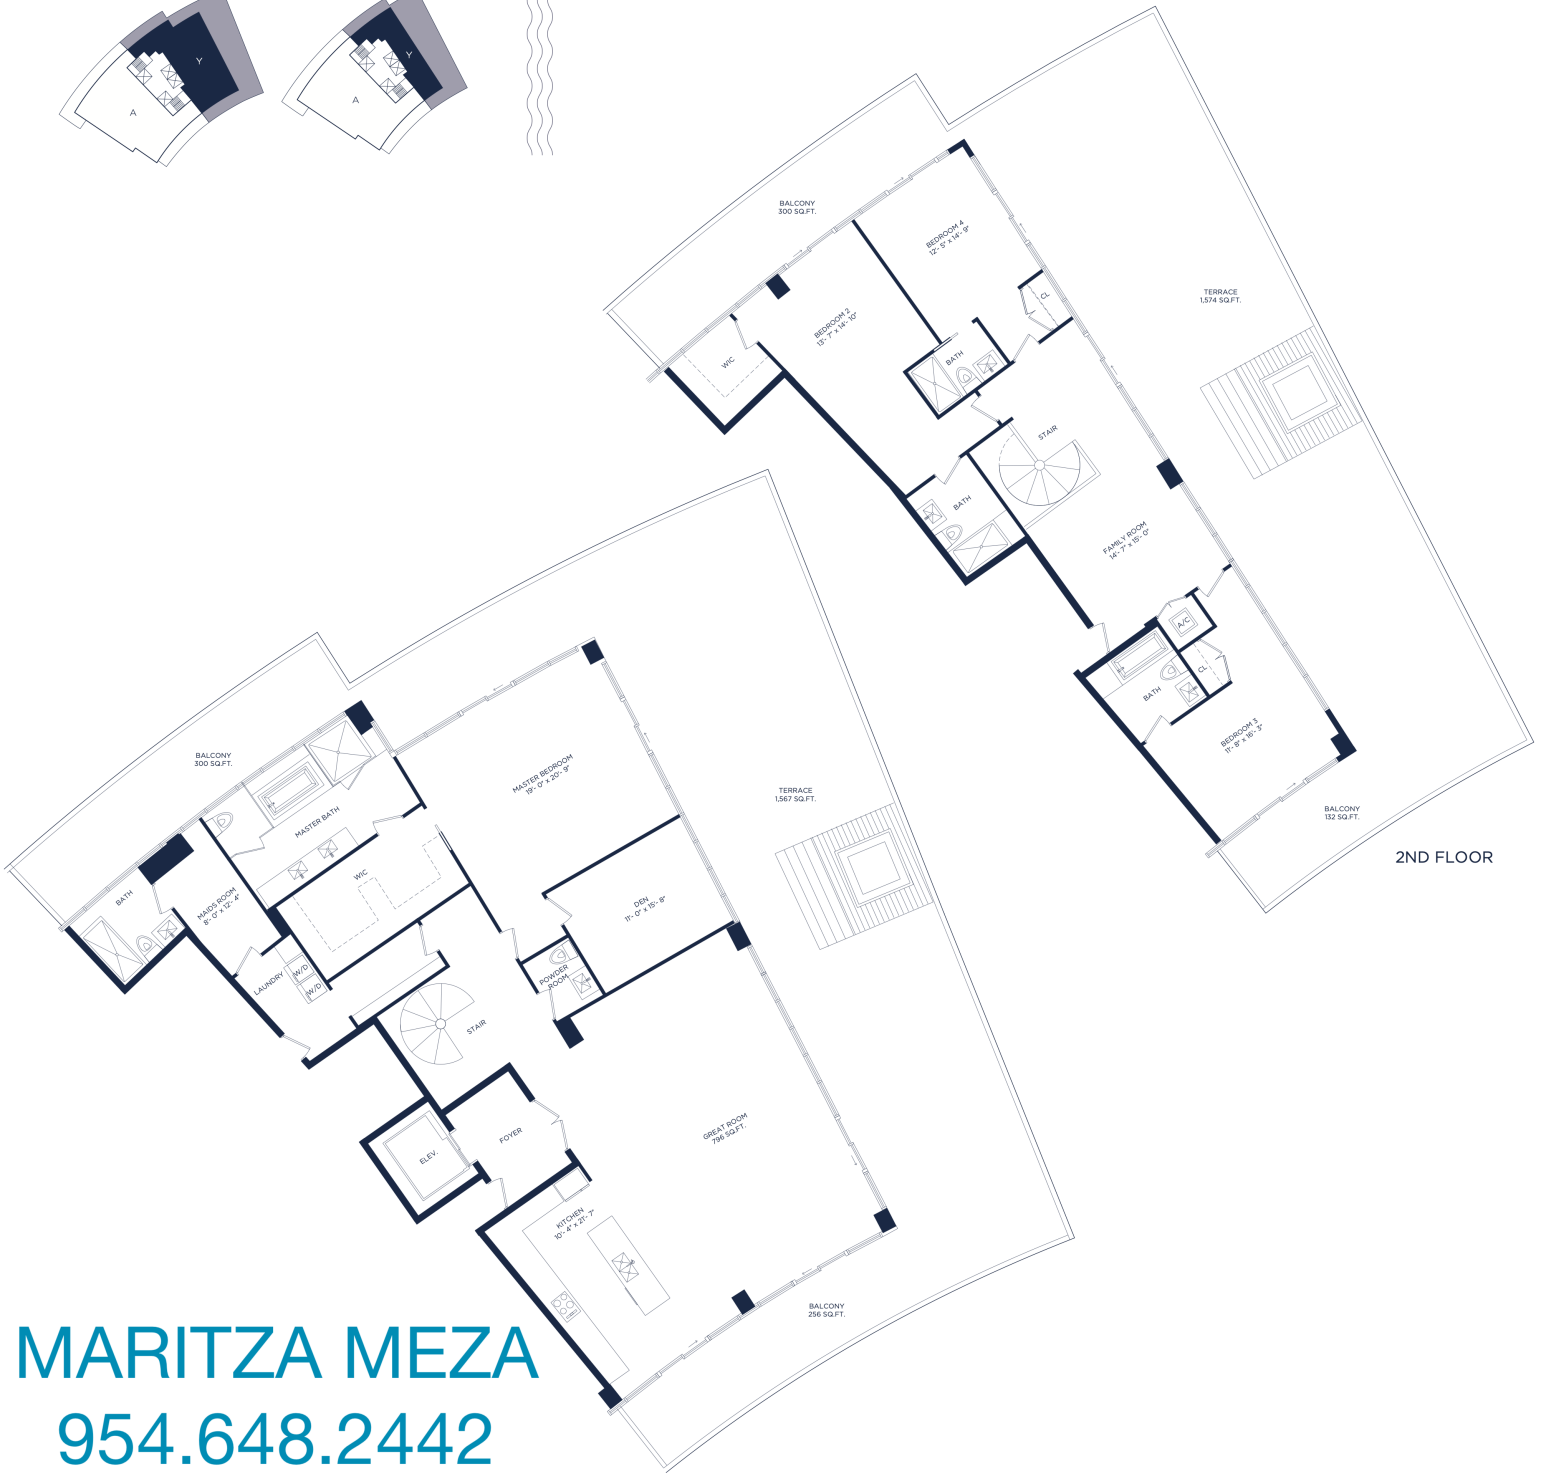 A
Y
A
Y
BALCONY
300 SQ.FT.
BEDROOM 4
12'- 5" x 14'- 9"
CL
TERRACE
1,574 SQ.FT.
BEDROOM 2
13'- 7" x 14'- 10"
WIC
BATH
STAIR
BATH
FAMILY ROOM
14'- 7" x 15'- 0"
A/C
CL
BATH
BEDROOM 3
11'- 8" x 16'- 3"
BALCONY
132 SQ.FT.
2ND FLOOR
BALCONY
300 SQ.FT.
MASTER BEDROOM
19'- 0" x 20'- 9"
TERRACE
1,567 SQ.FT.
MASTER BATH
WIC
BATH
MAIDS ROOM
8'- 0" x 12'- 4"
DEN
11'- 0" x 15'- 8"
LAUNDRY
W/D
W/D
POWDER
ROOM
STAIR
FOYER
ELEV.
GREAT ROOM
796 SQ.FT.
KITCHEN
10'- 4" x 21'- 7"
BALCONY
256 SQ.FT.
MARITZA MEZA
954.648.2442